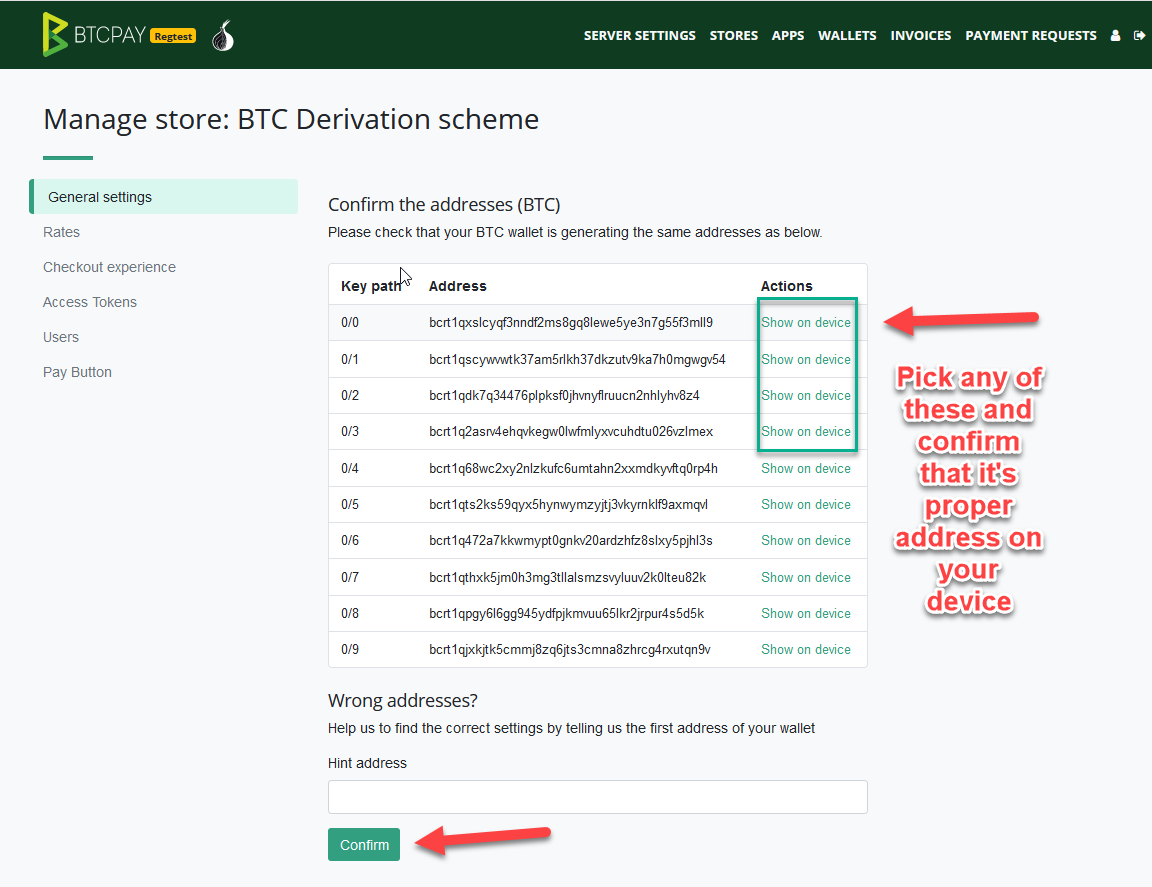 BTCPAY Regtest
SERVER SETTINGS STORES APPS WALLETS INVOICES PAYMENT REQUESTS
Manage store: BTC Derivation scheme
General settings
Rates
Checkout experience
Access Tokens
Users
Pay Button
Confirm the addresses (BTC)
Please check that your BTC wallet is generating the same addresses as below.
Key path Address Actions
0/0 bcrt1qxslcyqf3nndf2ms8gq8lewe5ye3n7g55f3mll9 Show on device
0/1 bcrt1qscywwtk37am5rlkh37dkzutv9ka7h0mgwgv54 Show on device
0/2 bcrt1qdk7q34476plpksf0jhvnyflruucn2nhlyhv8z4 Show on device
0/3 bcrt1q2asrv4ehqvkegw0lwfmlyxvcuhdtu026vzlmex Show on device
0/4 bcrt1q68wc2xy2nlzkufc6umtahn2xxmdkyvftq0rp4h Show on device
0/5 bcrt1qts2ks59qyx5hynwymzyjtj3vkyrnklf9axmqvl Show on device
0/6 bcrt1q472a7kkwmypt0gnkv20ardzhfz8slxy5pjhl3s Show on device
0/7 bcrt1qthxk5jm0h3mg3tllalsmzsvyluuv2k0lteu82k Show on device
0/8 bcrt1qpgy6l6gg945ydfpjkmvuu65lkr2jrpur4s5d5k Show on device
0/9 bcrt1qjxkjtk5cmmj8zq6jts3cmna8zhrcg4rxutqn9v Show on device
Pick any of
these and
confirm
that it's
proper
address on
your
device
Wrong addresses?
Help us to find the correct settings by telling us the first address of your wallet
Hint address
Confirm